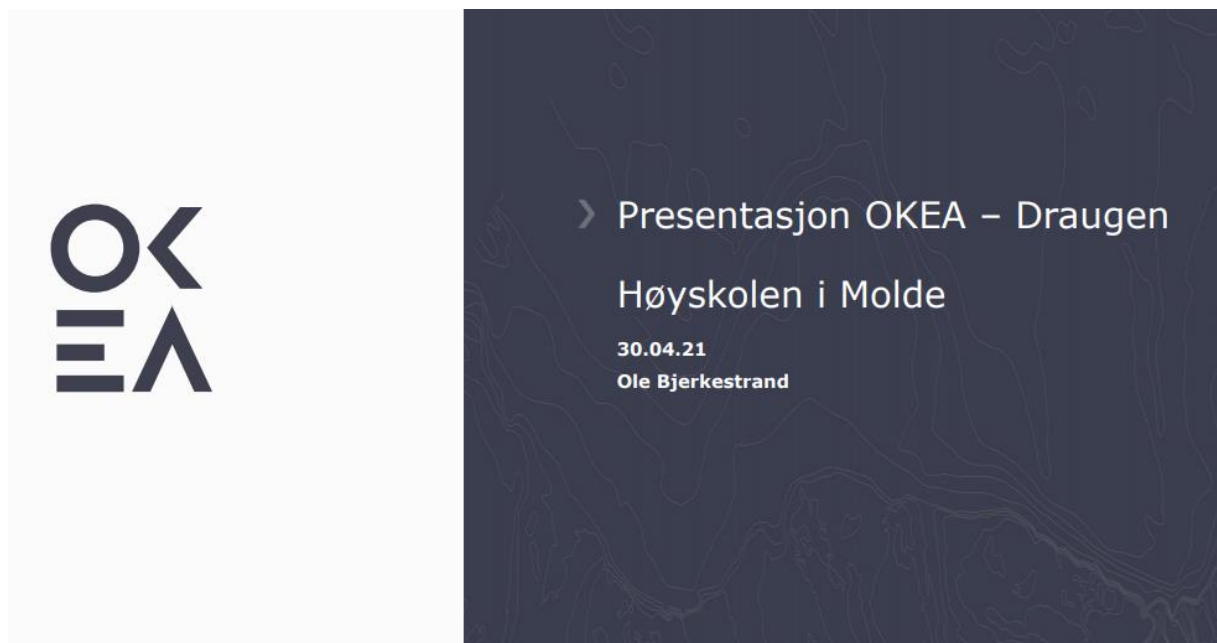 OK
EA
Presentasjon OKEA – Draugen
Høyskolen i Molde
30.04.21
Ole Bjerkestrand